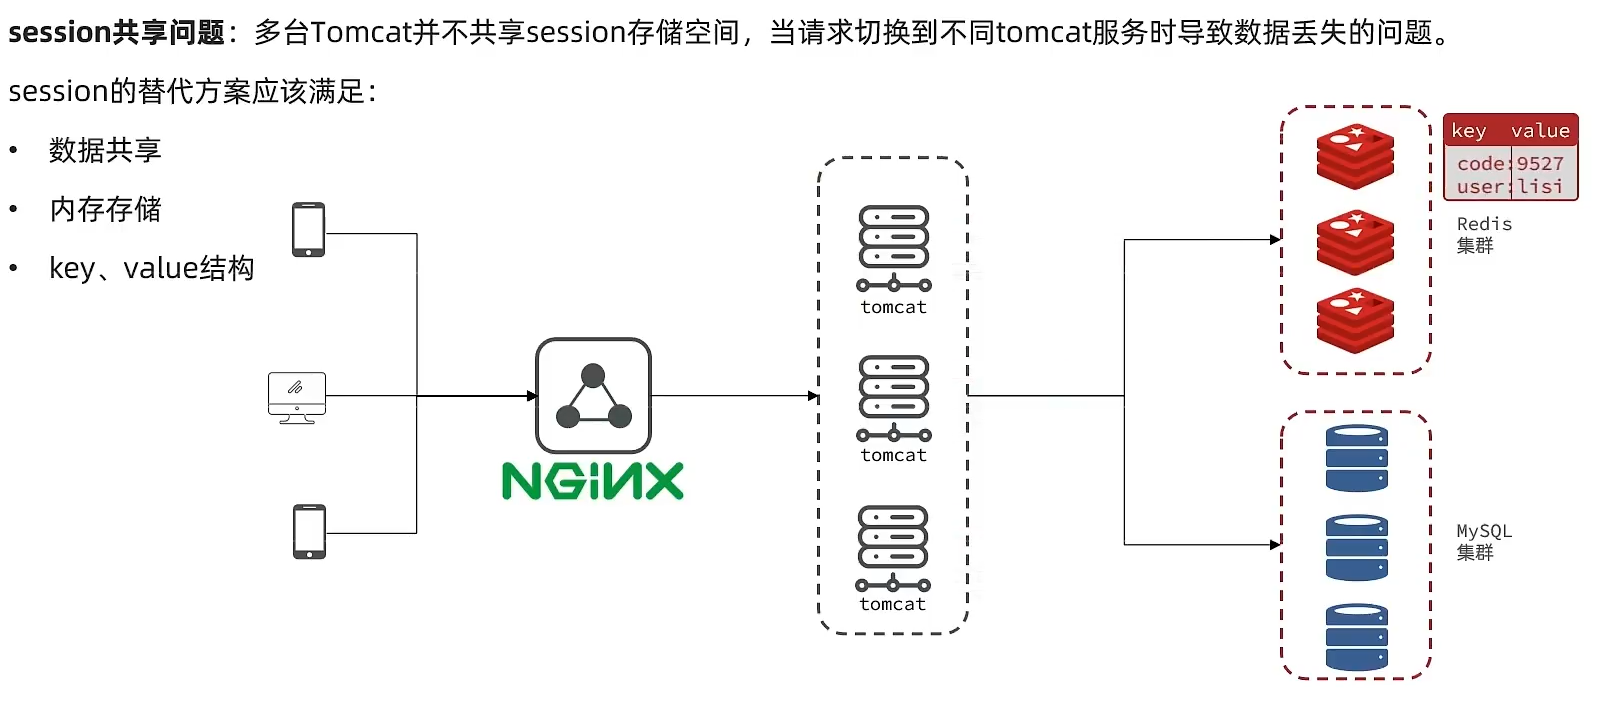 session共享问题：多台Tomcat并不共享session存储空间，当请求切换到不同tomcat服务时导致数据丢失的问题。
session的替代方案应该满足：
• 数据共享
• 内存存储
• key、value结构
NGiNX
tomcat
tomcat
tomcat
key value
code:9527
user:lisi
Redis
集群
MySQL
集群